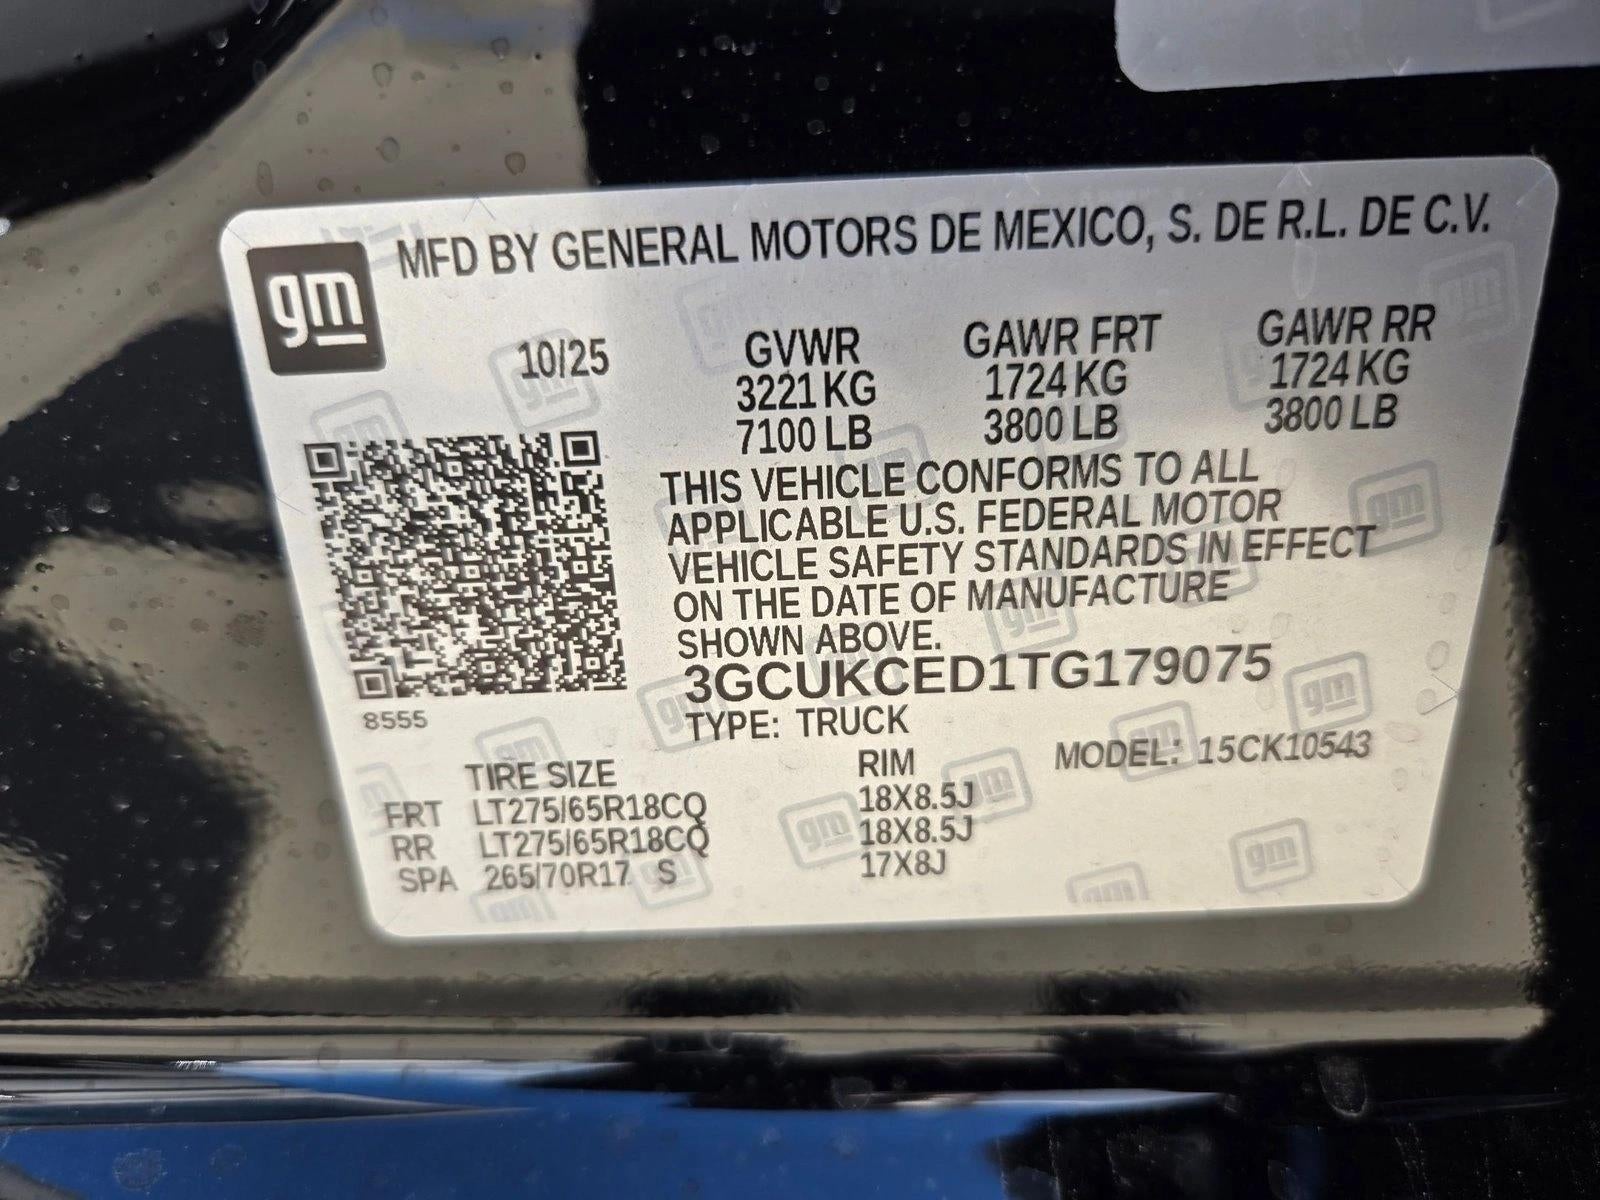 gm MFD BY GENERAL MOTORS DE MEXICO, S. DE R.L. DE C.V.
10/25 GVWR GAWR FRT GAWR RR
3221 KG 1724 KG 1724 KG
7100 LB 3800 LB 3800 LB
THIS VEHICLE CONFORMS TO ALL
APPLICABLE U.S. FEDERAL MOTOR
VEHICLE SAFETY STANDARDS IN EFFECT
ON THE DATE OF MANUFACTURE
SHOWN ABOVE.
3GCUKCED1TG179075
8555
TYPE: TRUCK
MODEL: 15CK10543
TIRE SIZE RIM
FRT LT275/65R18CQ 18X8.5J
RR LT275/65R18CQ 18X8.5J
SPA 265/70R17 S 17X8J